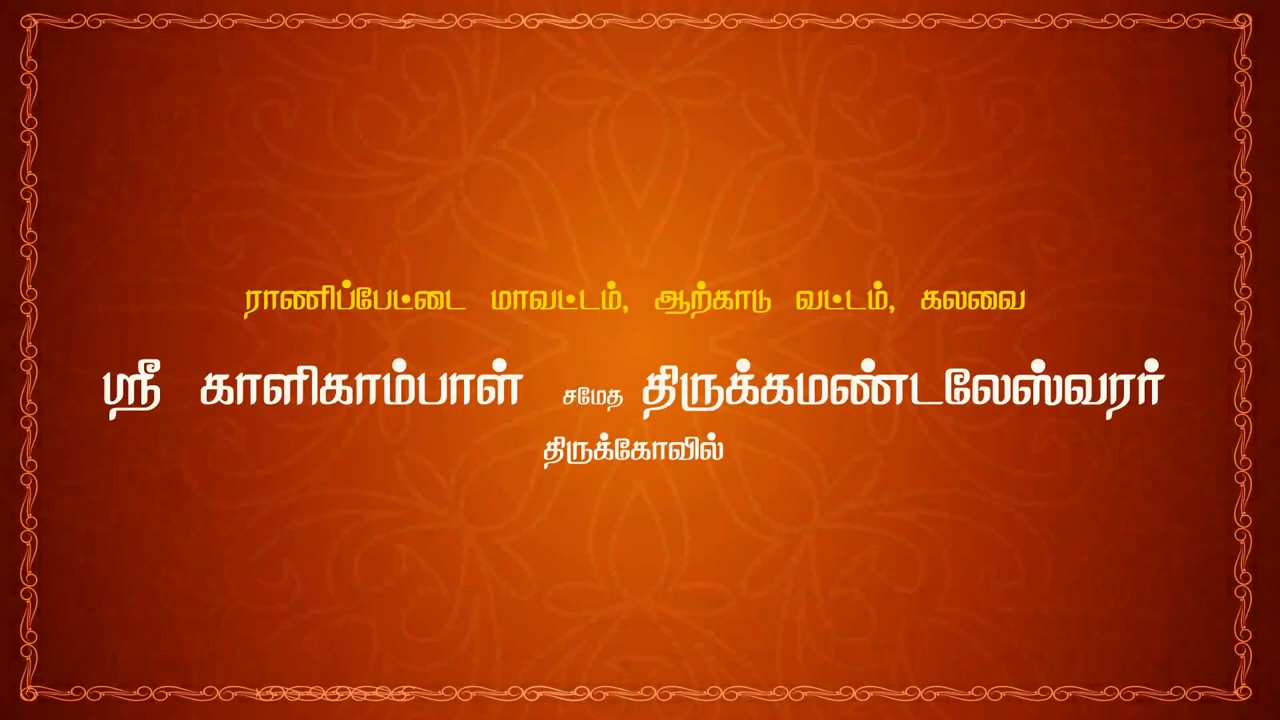 ராணிப்பேட்டை மாவட்டம், ஆற்காடு வட்டம், கலவை
ஸ்ரீ காளிகாம்பாள் சமேத திருக்கமண்டலேஸ்வரர்
திருக்கோவில்